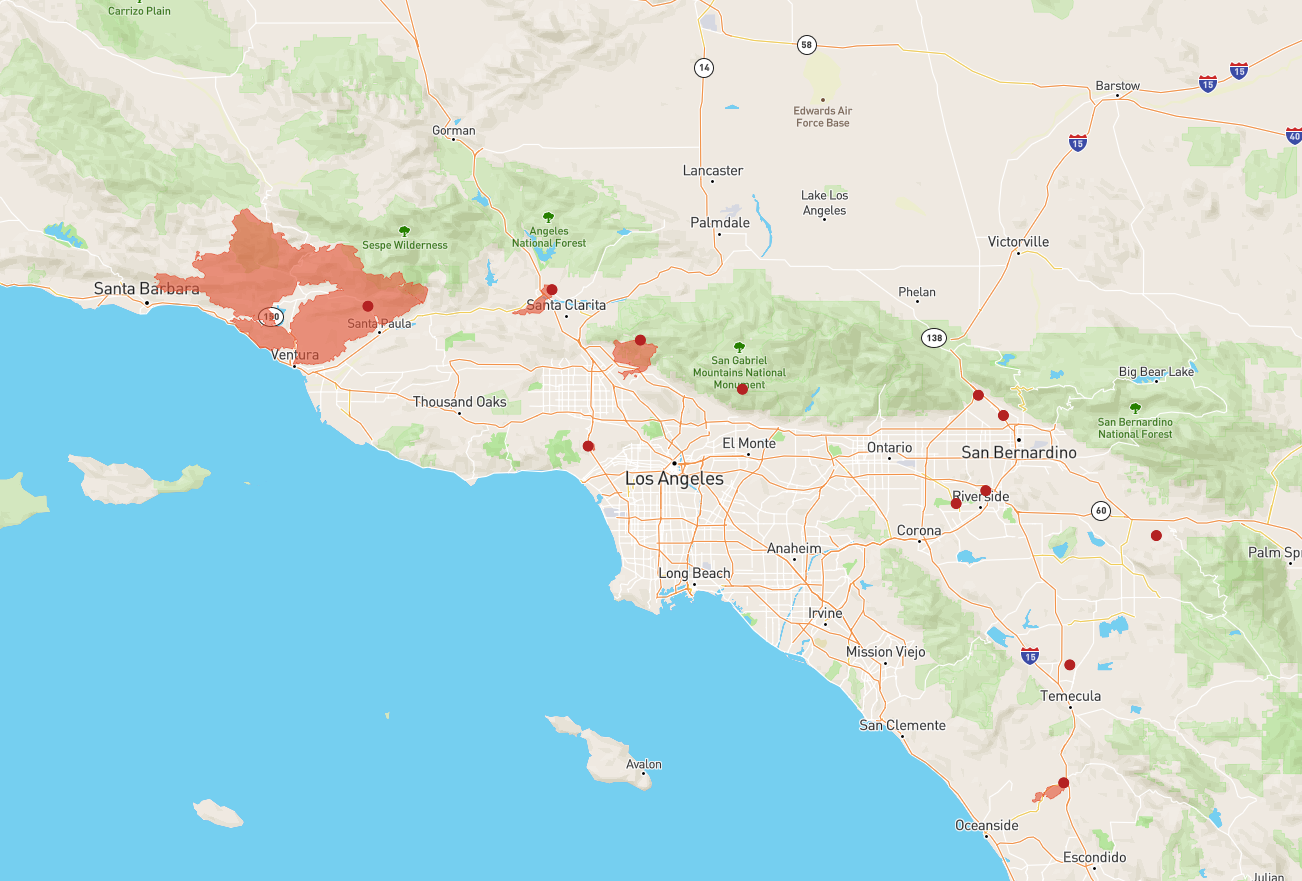 Carrizo Plain
58
14
15
15
Barstow
Edwards Air
Force Base
Gorman
40
15
Lancaster
Lake Los
Angeles
Palmdale
Angeles
National Forest
Sespe Wilderness
Victorville
Santa Barbara
Phelan
Santa Clarita
150
Santa Paula
138
Ventura
San Gabriel
Mountains National
Monument
Big Bear Lake
Thousand Oaks
San Bernardino
National Forest
El Monte
Ontario
San Bernardino
Los Angeles
Riverside
60
Corona
Anaheim
Palm Sp
Long Beach
Irvine
Mission Viejo
15
Temecula
San Clemente
Avalon
Oceanside
Escondido
Julian